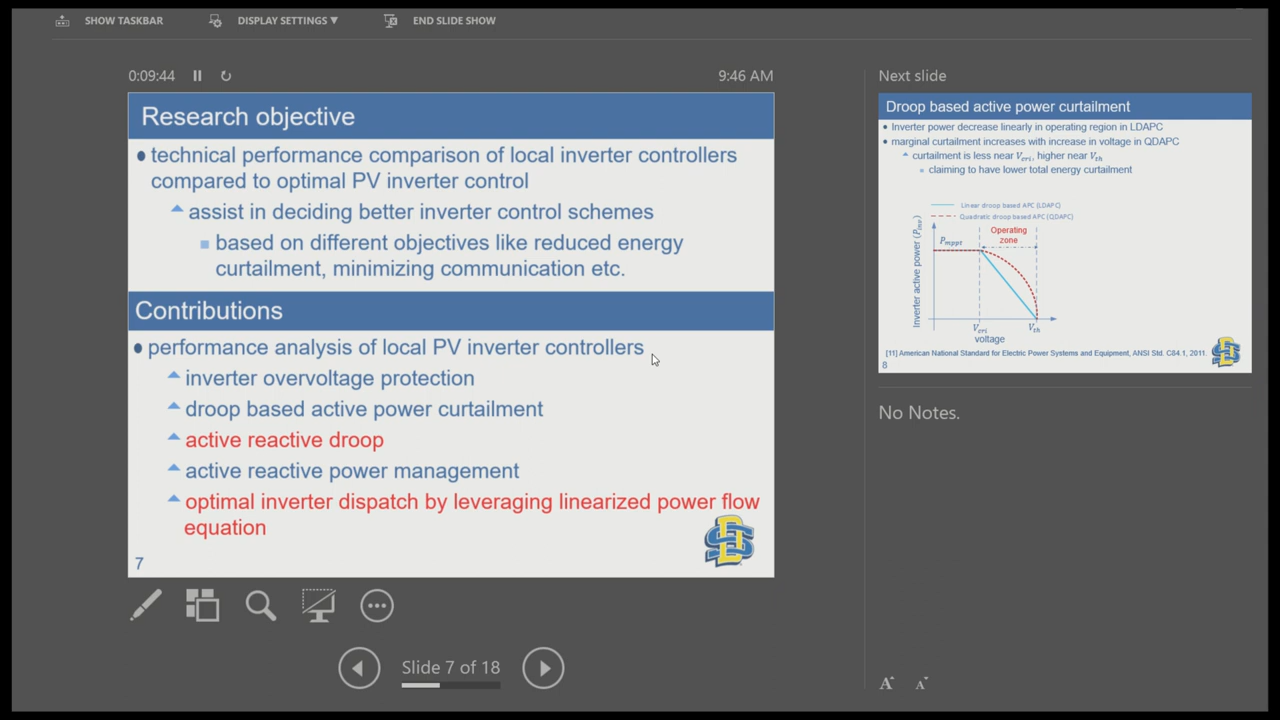 SHOW TASKBAR
DISPLAY SETTINGS ▼
END SLIDE SHOW
0:09:44
9:46 AM
Research objective
• technical performance comparison of local inverter controllers
compared to optimal PV inverter control
assist in deciding better inverter control schemes
based on different objectives like reduced energy
curtailment, minimizing communication etc.
Contributions
• performance analysis of local PV inverter controllers
inverter overvoltage protection
droop based active power curtailment
active reactive droop
active reactive power management
optimal inverter dispatch by leveraging linearized power flow
equation
7
Slide 7 of 18
Next slide
Droop based active power curtailment
• Inverter power decrease linearly in operating region in LDAPC
• marginal curtailment increases with increase in voltage in QDAPC
curtailment is less near V_cri, higher near V_th
claiming to have lower total energy curtailment
Linear droop based APC (LDAPC)
Quadratic droop based APC (QDAPC)
Operating
zone
P_mppt
Inverter active power (P_inv)
V_cri
V_th
voltage
[11] American National Standard for Electric Power Systems and Equipment, ANSI Std. C84.1, 2011.
8
No Notes.
A
A